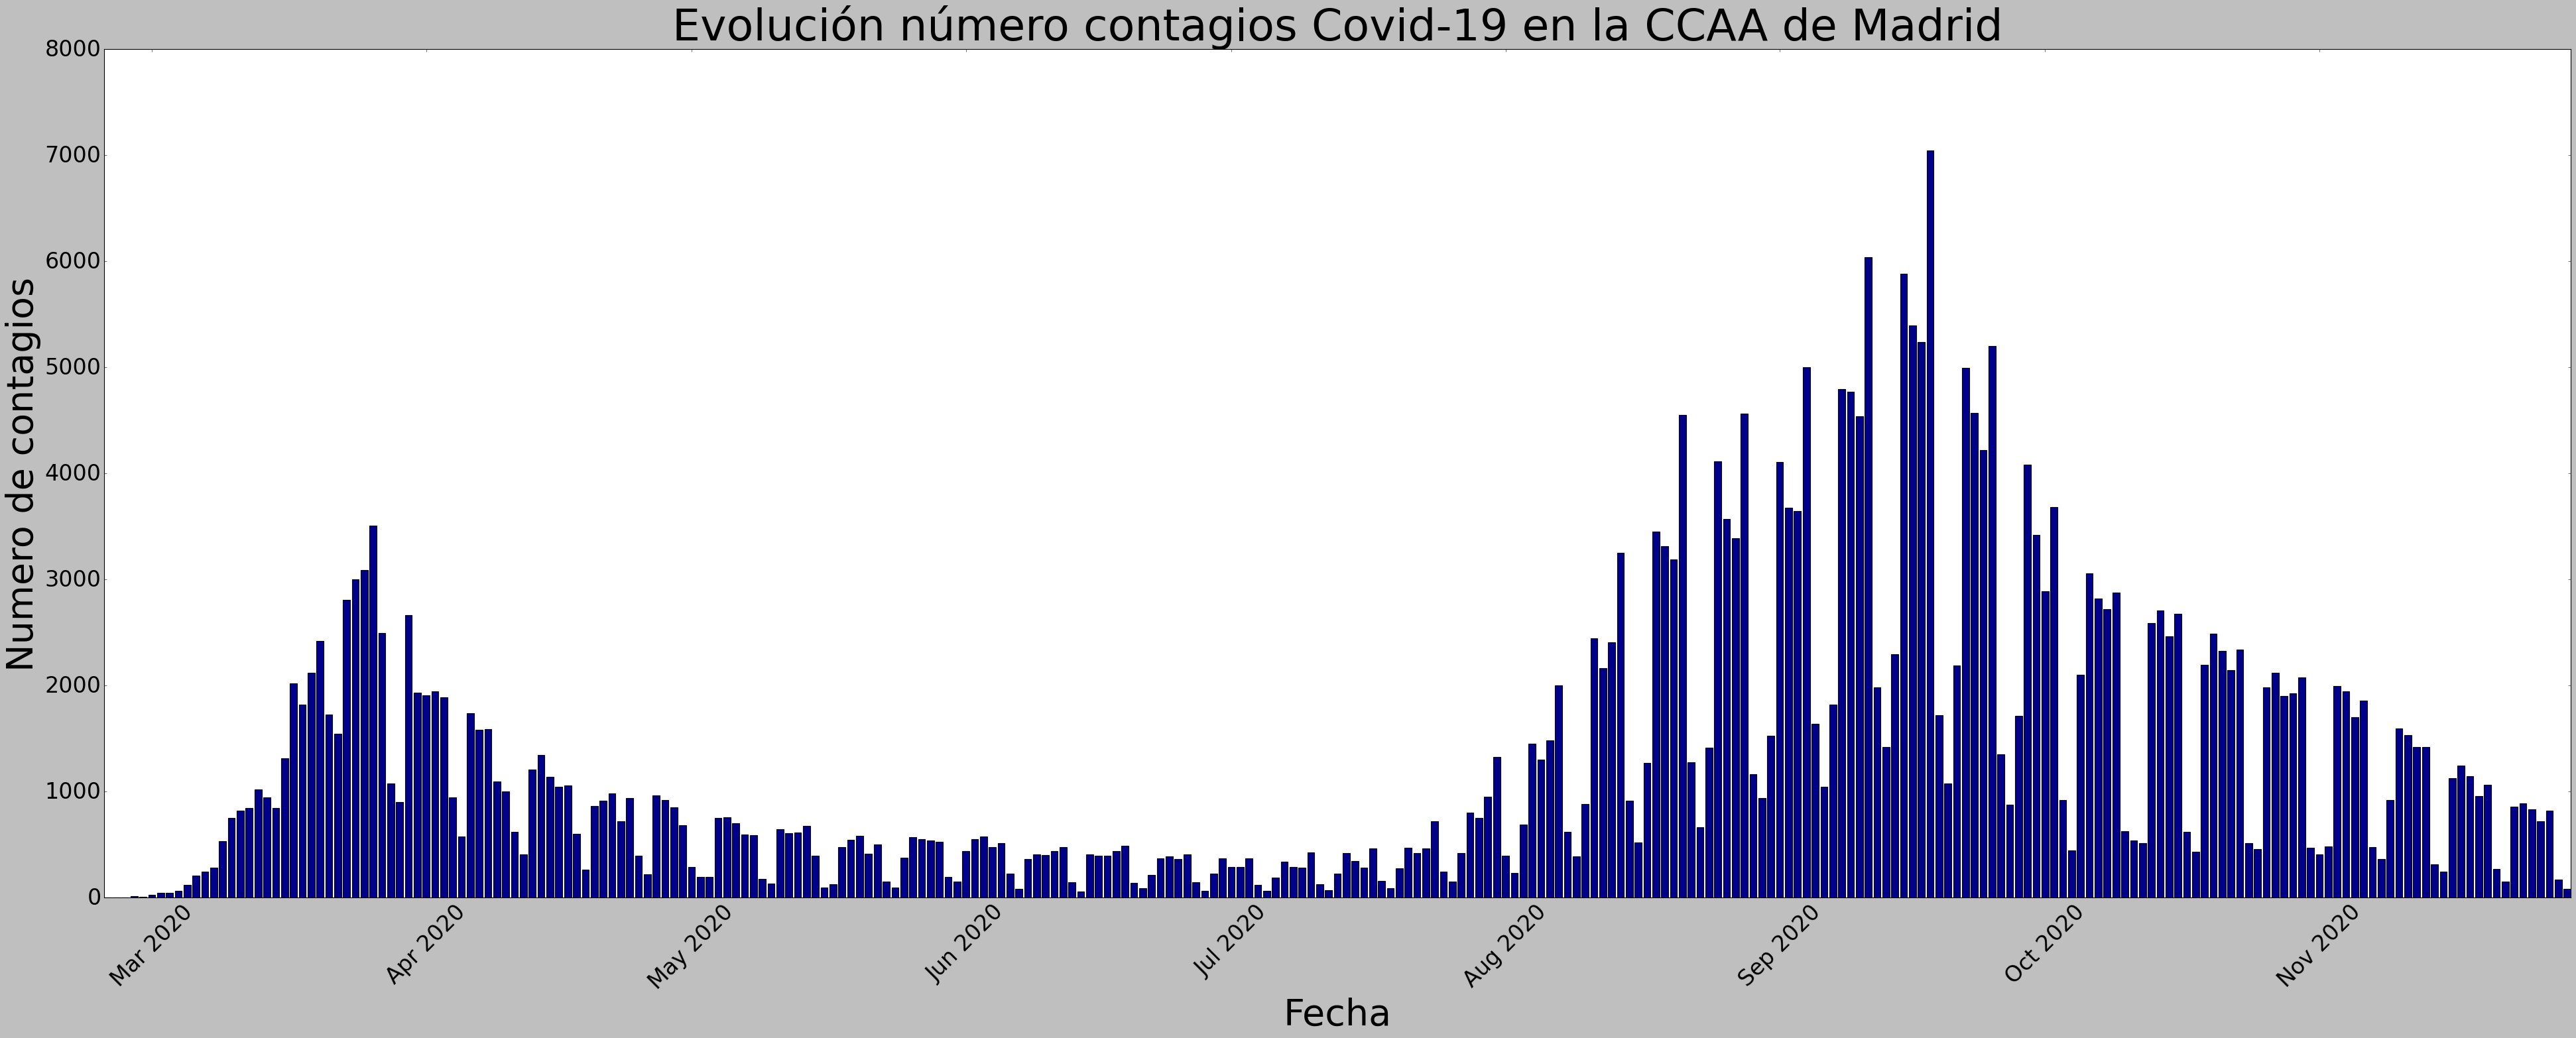 Evolución número contagios Covid-19 en la CCAA de Madrid
8000
7000
6000
5000
4000
3000
2000
1000
0
Numero de contagios
Mar 2020
Apr 2020
May 2020
Jun 2020
Jul 2020
Aug 2020
Sep 2020
Oct 2020
Nov 2020
Fecha